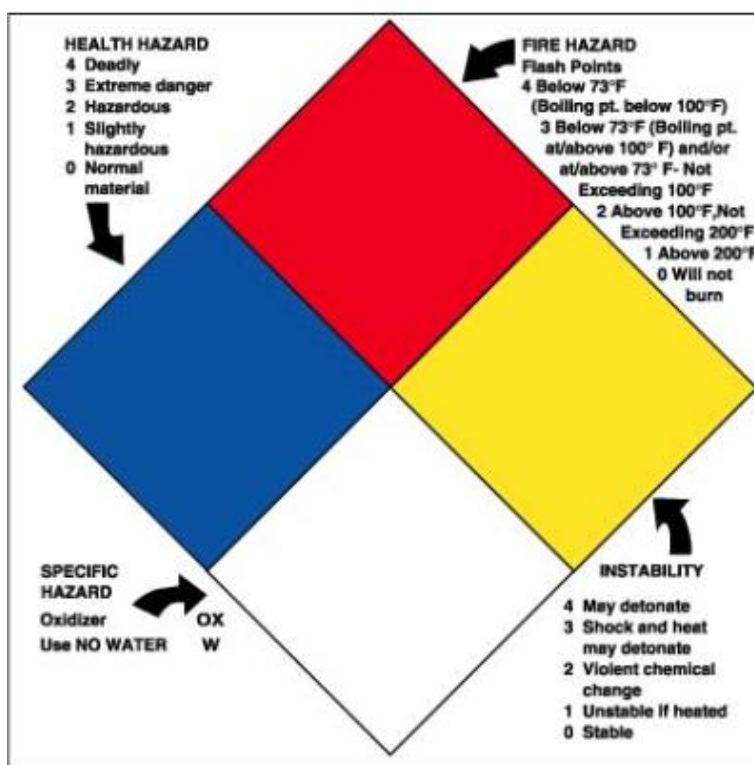 HEALTH HAZARD
4 Deadly
3 Extreme danger
2 Hazardous
1 Slightly
hazardous
0 Normal
material
FIRE HAZARD
Flash Points
4 Below 73°F
(Boiling pt. below 100°F)
3 Below 73°F (Boiling pt.
at/above 100° F) and/or
at/above 73° F- Not
Exceeding 100°F
2 Above 100°F,Not
Exceeding 200°F
1 Above 200°F
0 Will not
burn
SPECIFIC
HAZARD
Oxidizer OX
Use NO WATER W
INSTABILITY
4 May detonate
3 Shock and heat
may detonate
2 Violent chemical
change
1 Unstable if heated
0 Stable